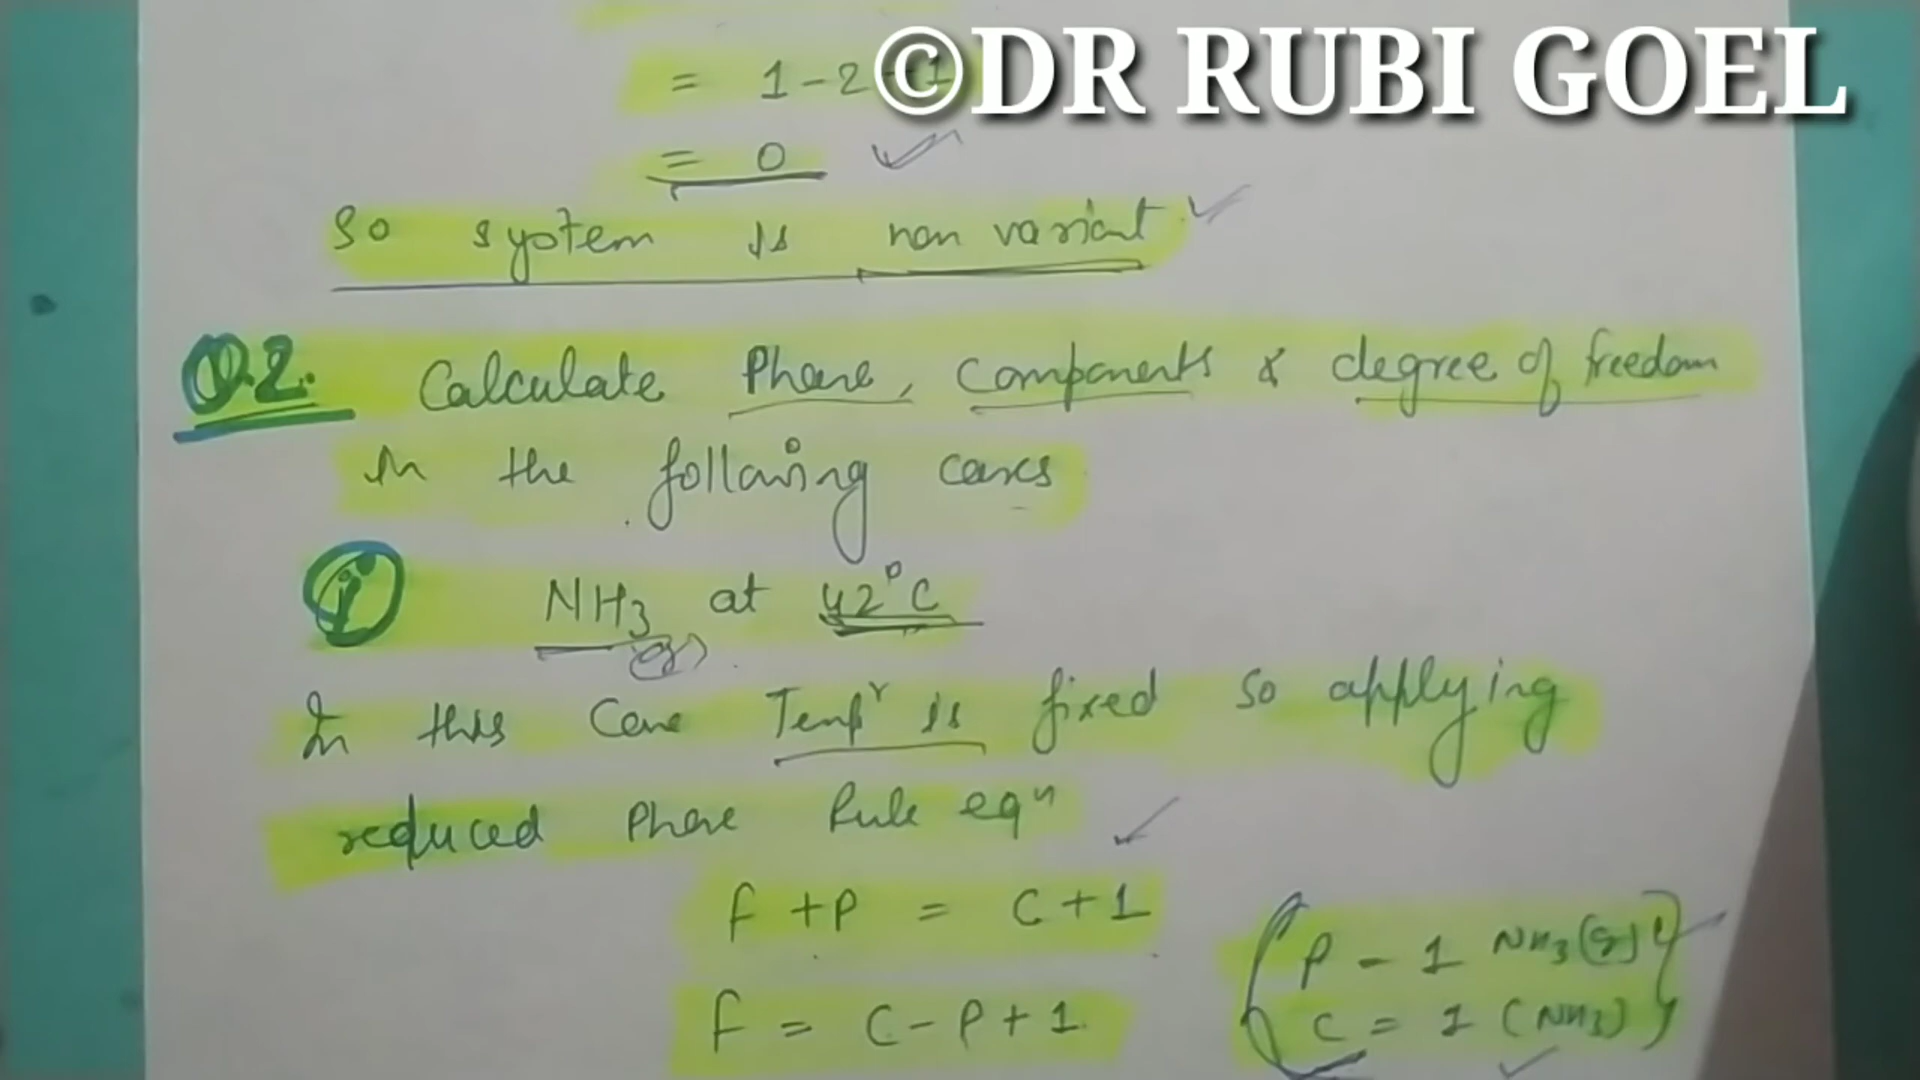 = 1-2+1
©DR RUBI GOEL
= 0
So system is non variant
Q.2. Calculate Phase, Components & degree of freedom
in the following cases
(i) NH3(g) at 42°C
In this Case Tempr is fixed so applying
reduced Phase Rule eqn
F + P = C + 1
P - 1 NH3(g)
F = C - P + 1
C = 1 (NH3)